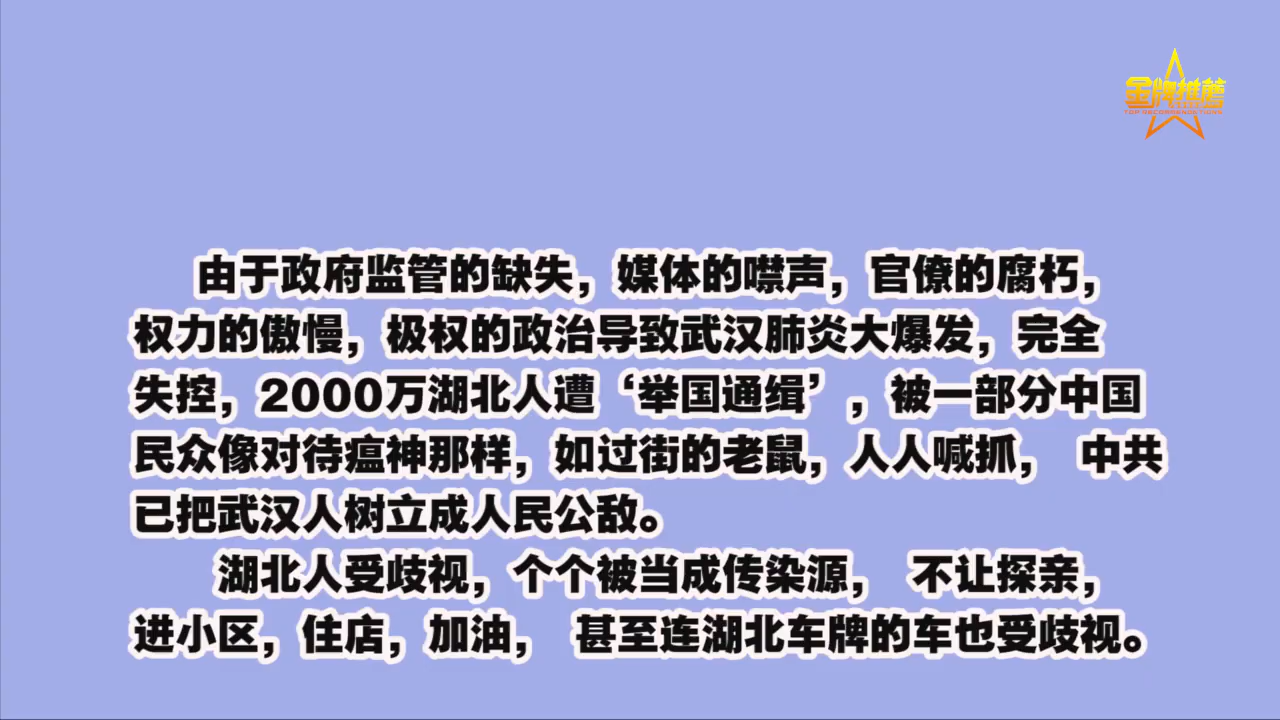 金牌推薦
TOP RECOMMENDATIONS
由于政府监管的缺失，媒体的噤声，官僚的腐朽，
权力的傲慢，极权的政治导致武汉肺炎大爆发，完全
失控，2000万湖北人遭‘举国通缉’，被一部分中国
民众像对待瘟神那样，如过街的老鼠，人人喊抓， 中共
已把武汉人树立成人民公敌。
湖北人受歧视，个个被当成传染源， 不让探亲，
进小区，住店，加油， 甚至连湖北车牌的车也受歧视。